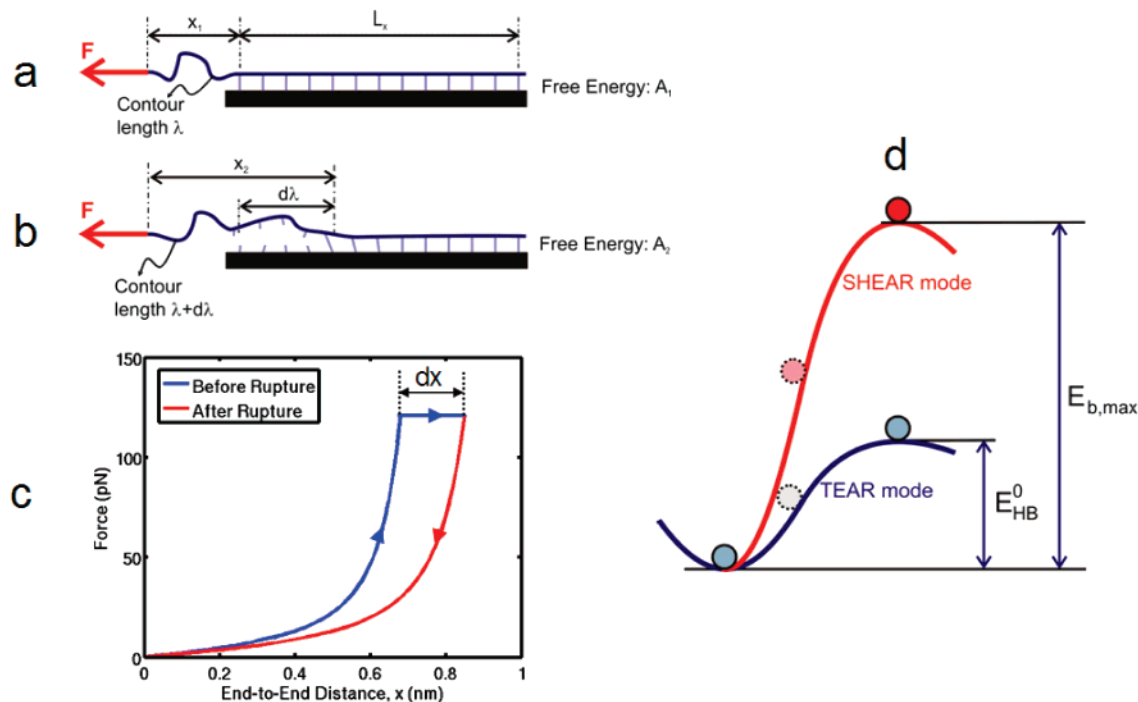 a
x₁
Lₓ
F
Contour
length λ
Free Energy: A₁
b
x₂
dλ
F
Contour
length λ+dλ
Free Energy: A₂
c
150
100
50
0
Force (pN)
Before Rupture
After Rupture
dx
0
0.2
0.4
0.6
0.8
1
End-to-End Distance, x (nm)
d
SHEAR mode
TEAR mode
E_b,max
E⁰_HB